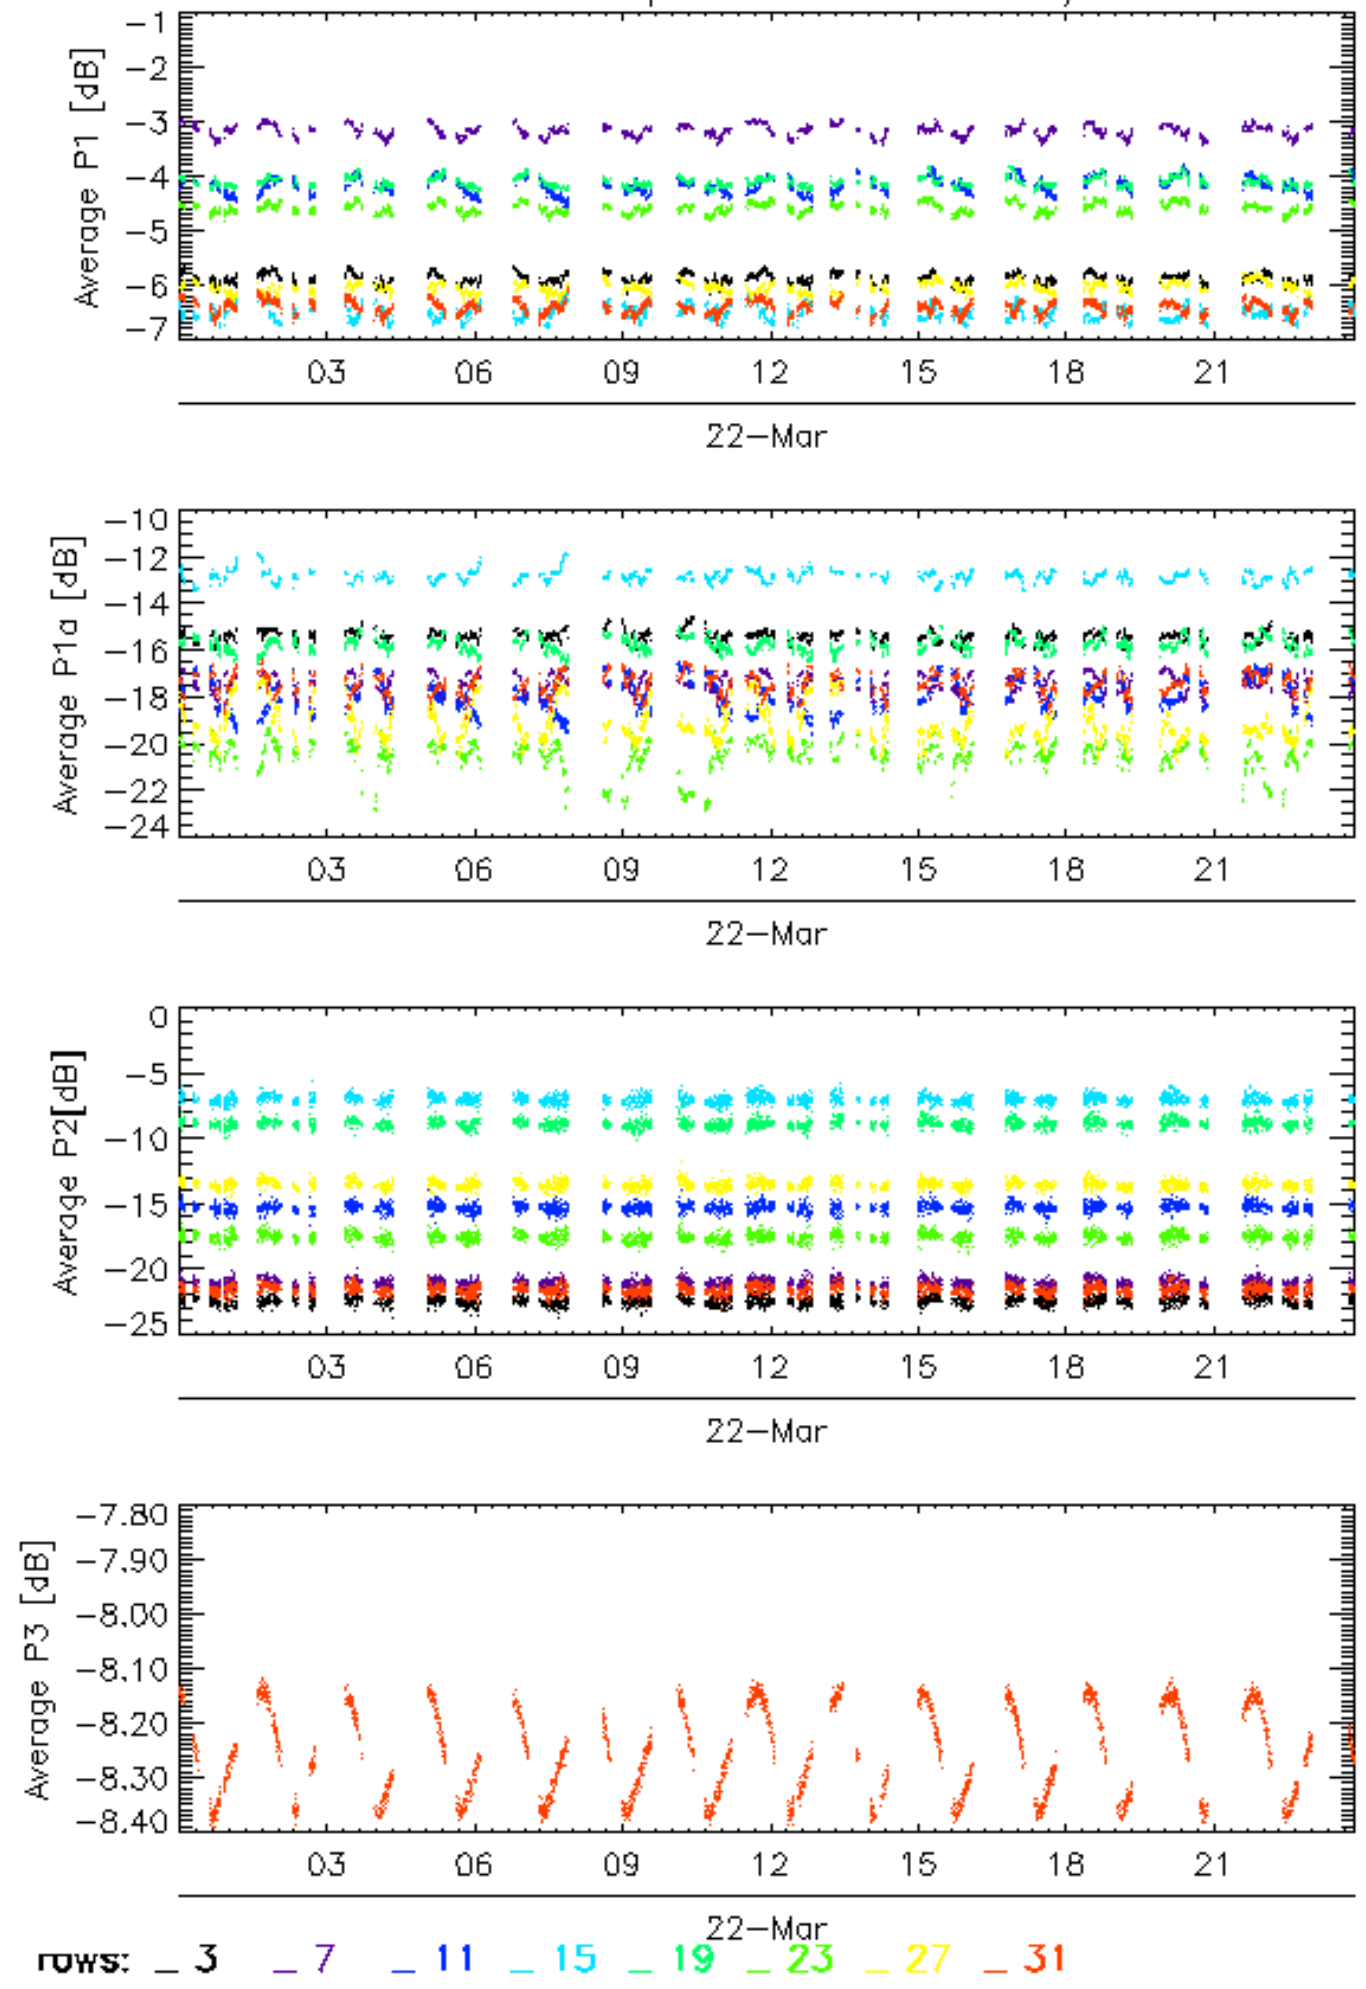 -1
-2
-3
-4
-5
-6
-7
Average P1 [dB]
03 06 09 12 15 18 21
22-Mar
-10
-12
-14
-16
-18
-20
-22
-24
Average P1a [dB]
03 06 09 12 15 18 21
22-Mar
0
-5
-10
-15
-20
-25
Average P2[dB]
03 06 09 12 15 18 21
22-Mar
-7.80
-7.90
-8.00
-8.10
-8.20
-8.30
-8.40
Average P3 [dB]
03 06 09 12 15 18 21
22-Mar
rows: _ 3 _ 7 _ 11 _ 15 _ 19 _ 23 _ 27 _ 31